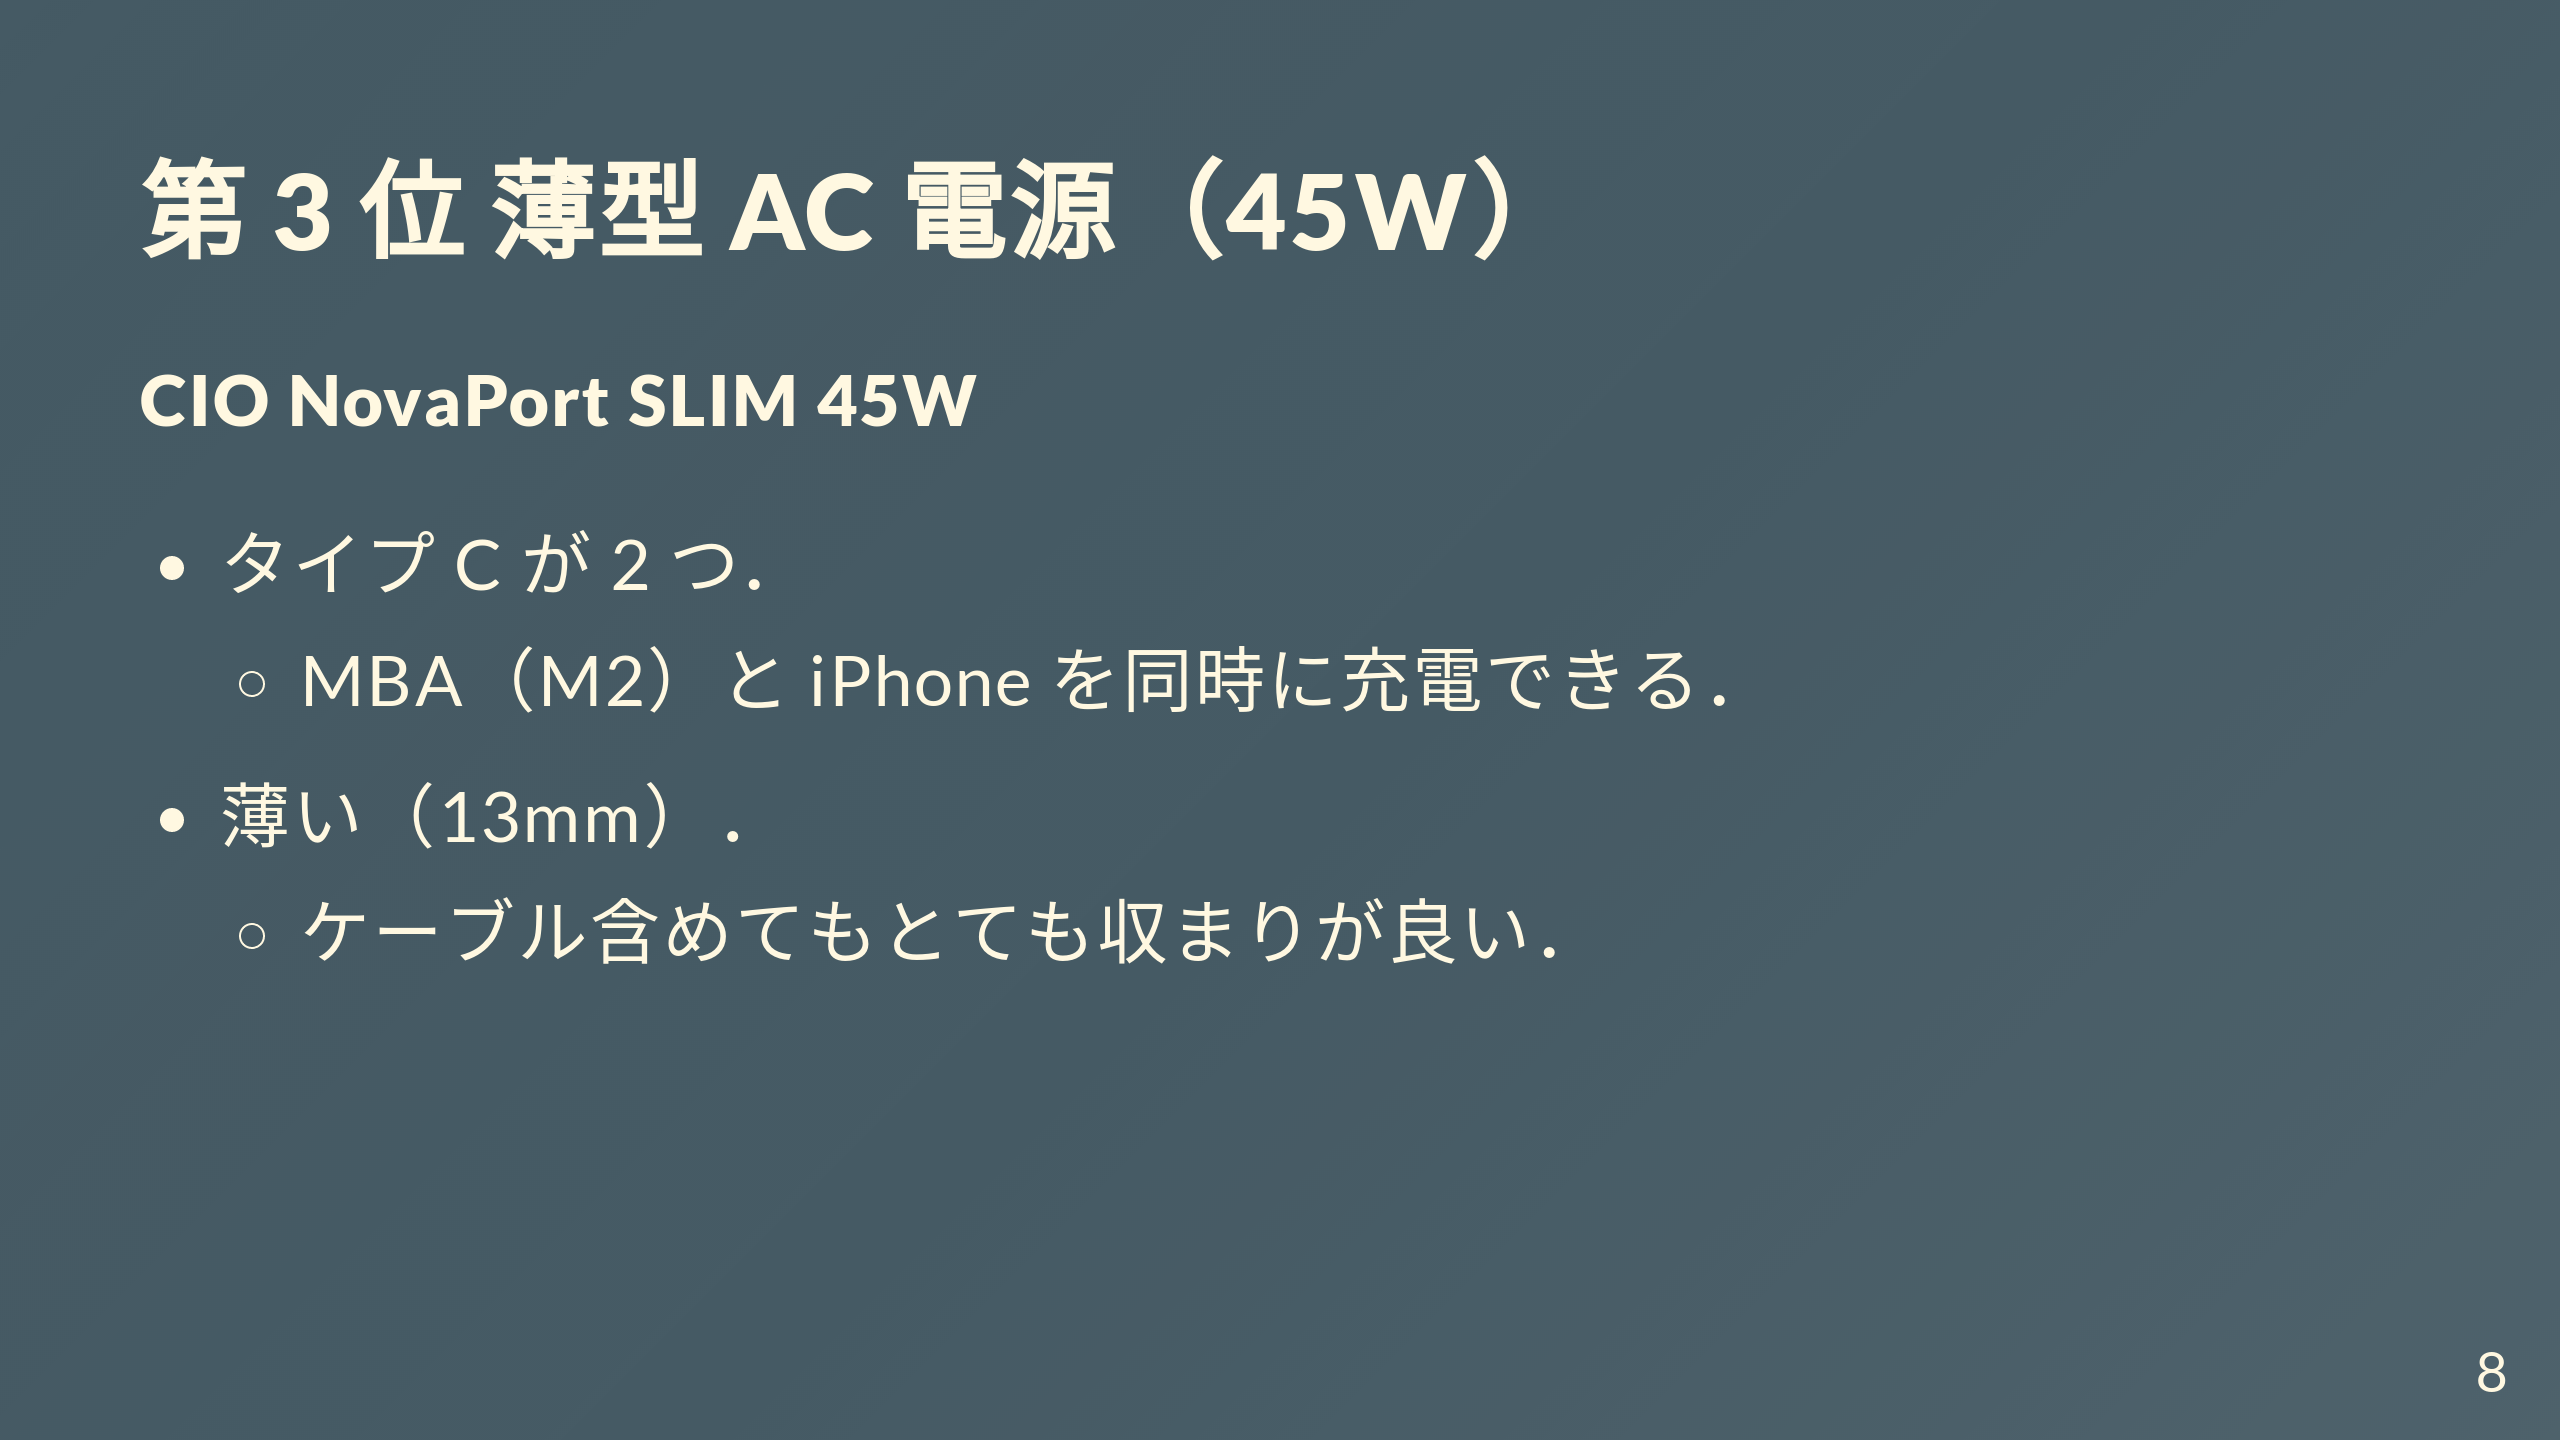 第 3 位 薄型 AC 電源（45W）
CIO NovaPort SLIM 45W
• タイプ C が 2 つ．
◦ MBA（M2）と iPhone を同時に充電できる．
• 薄い（13mm）．
◦ ケーブル含めてもとても収まりが良い．
8